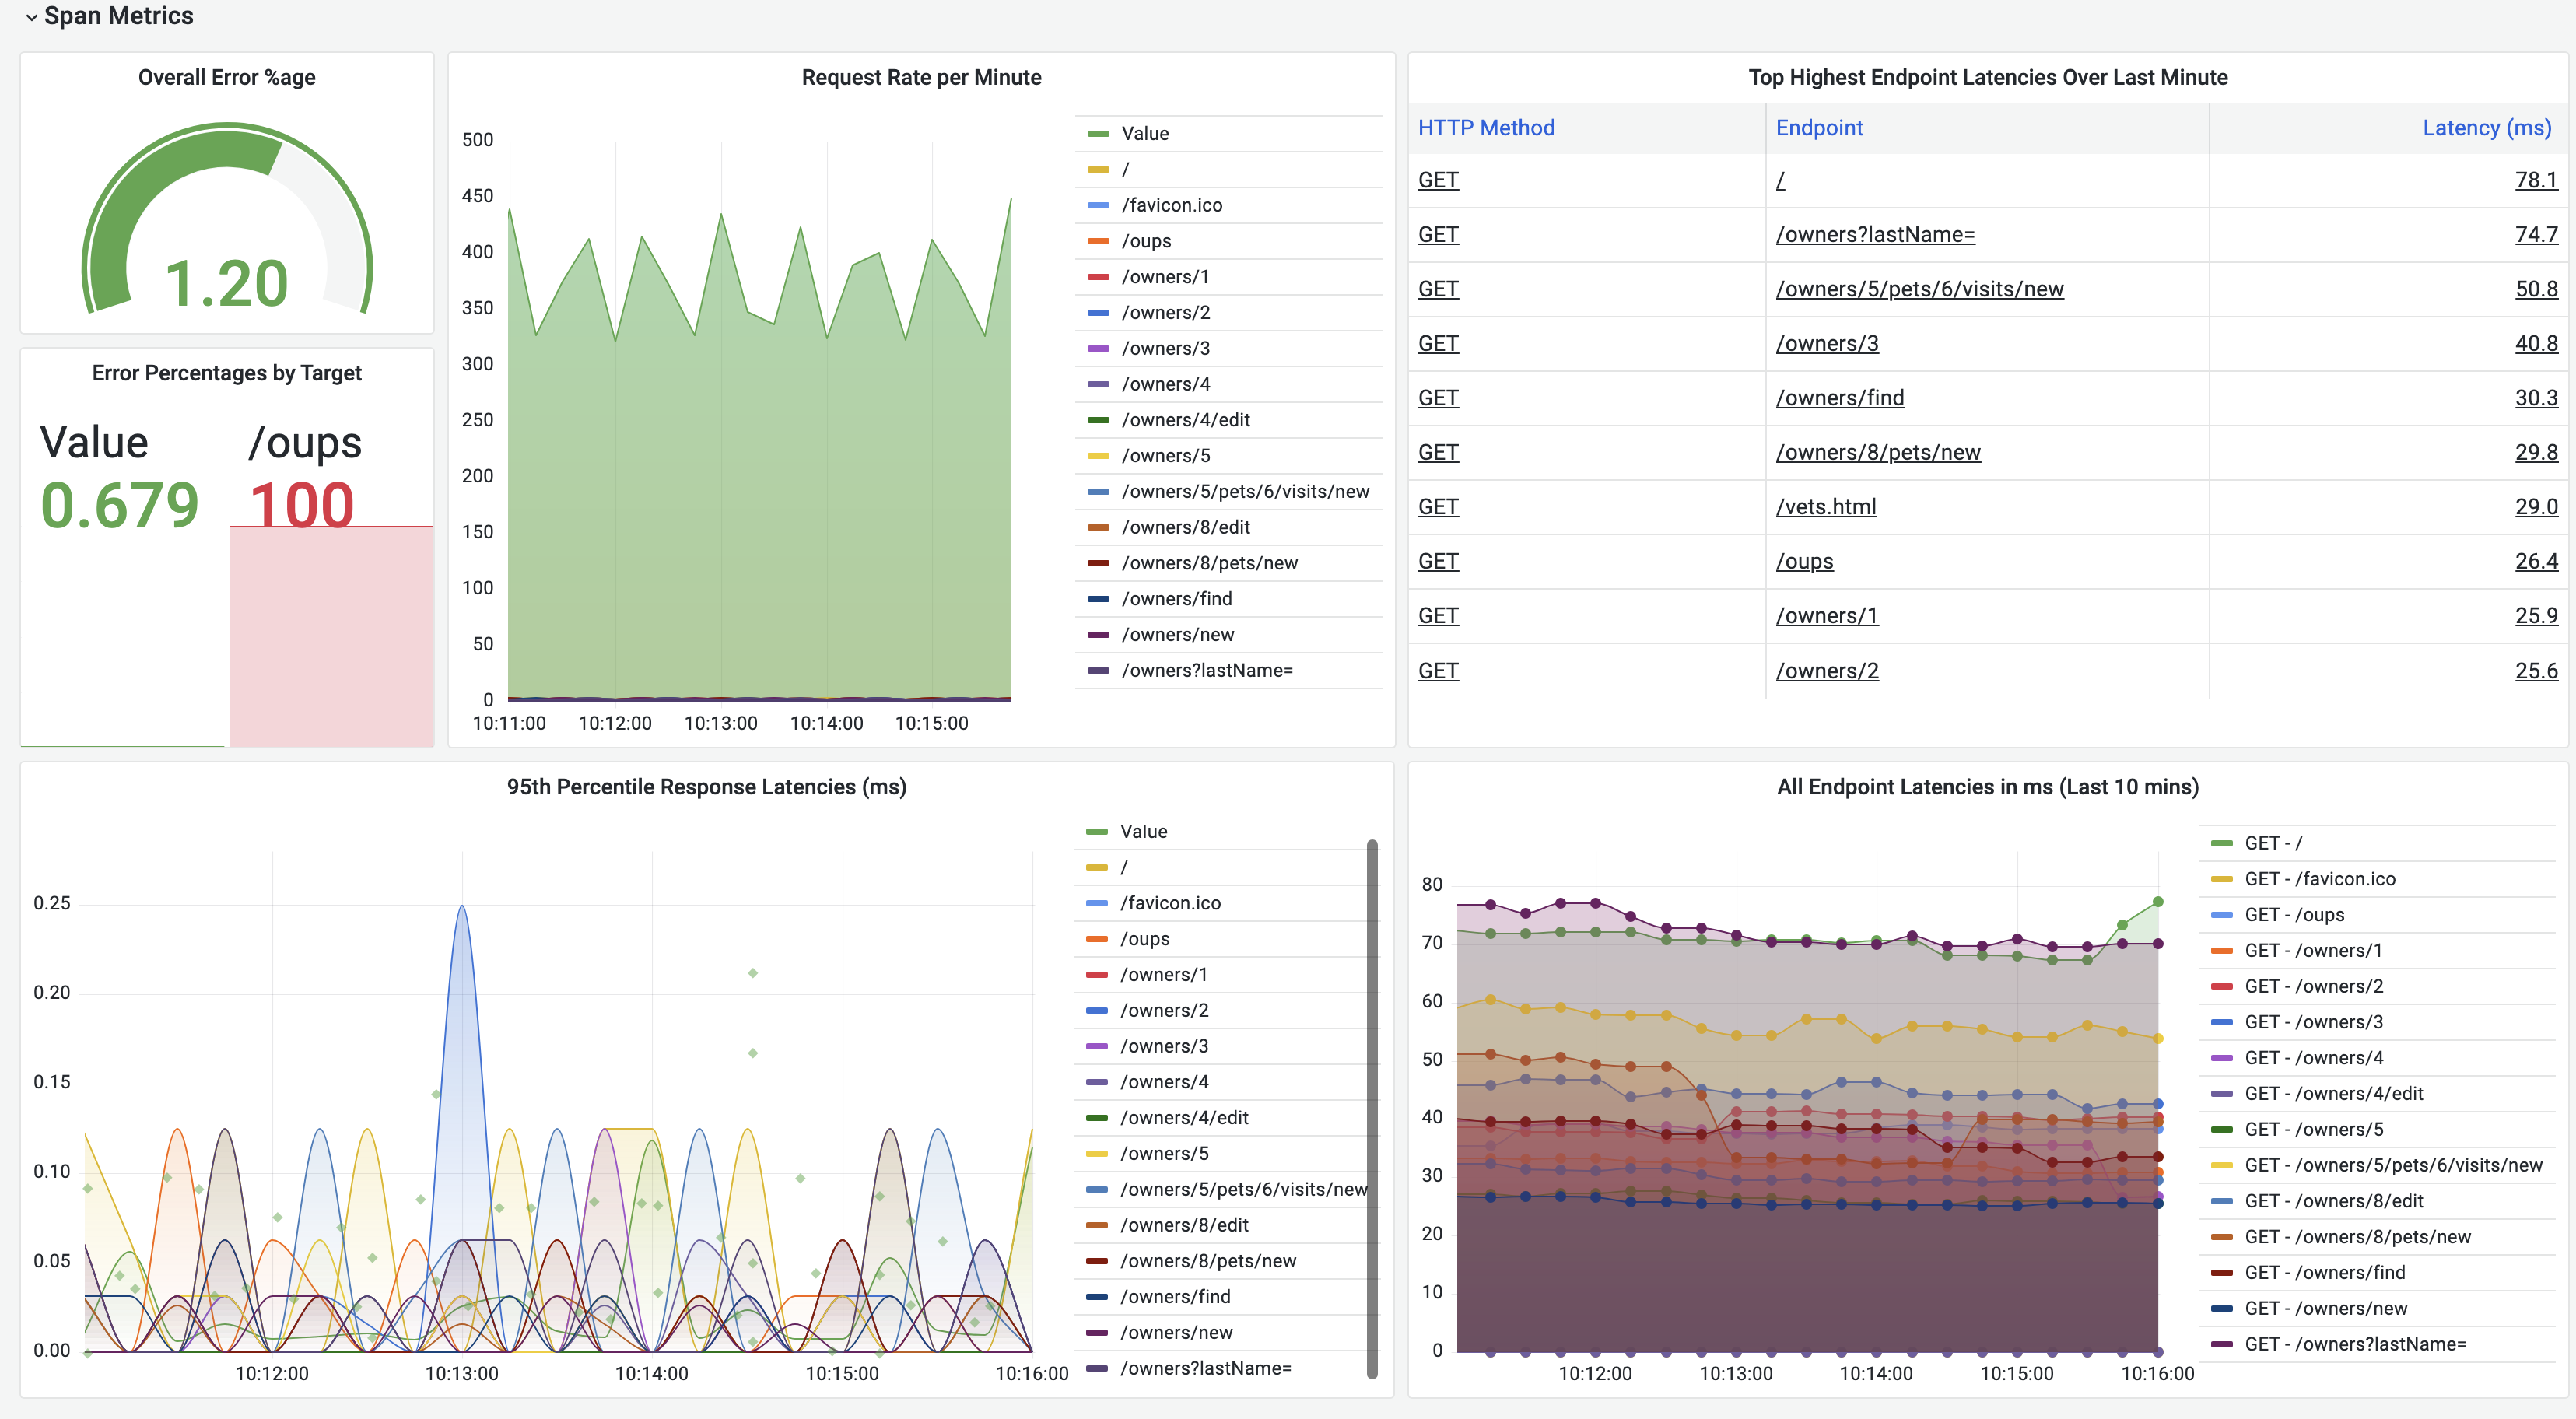 Span Metrics
Overall Error %age
1.20
Error Percentages by Target
Value /oups
0.679 100
Request Rate per Minute
500
450
400
350
300
250
200
150
100
50
0
10:11:00 10:12:00 10:13:00 10:14:00 10:15:00
Value
/
/favicon.ico
/oups
/owners/1
/owners/2
/owners/3
/owners/4
/owners/4/edit
/owners/5
/owners/5/pets/6/visits/new
/owners/8/edit
/owners/8/pets/new
/owners/find
/owners/new
/owners?lastName=
Top Highest Endpoint Latencies Over Last Minute
HTTP Method Endpoint Latency (ms)
GET / 78.1
GET /owners?lastName= 74.7
GET /owners/5/pets/6/visits/new 50.8
GET /owners/3 40.8
GET /owners/find 30.3
GET /owners/8/pets/new 29.8
GET /vets.html 29.0
GET /oups 26.4
GET /owners/1 25.9
GET /owners/2 25.6
95th Percentile Response Latencies (ms)
0.25
0.20
0.15
0.10
0.05
0.00
10:12:00 10:13:00 10:14:00 10:15:00 10:16:00
Value
/
/favicon.ico
/oups
/owners/1
/owners/2
/owners/3
/owners/4
/owners/4/edit
/owners/5
/owners/5/pets/6/visits/new
/owners/8/edit
/owners/8/pets/new
/owners/find
/owners/new
/owners?lastName=
All Endpoint Latencies in ms (Last 10 mins)
80
70
60
50
40
30
20
10
0
10:12:00 10:13:00 10:14:00 10:15:00 10:16:00
GET - /
GET - /favicon.ico
GET - /oups
GET - /owners/1
GET - /owners/2
GET - /owners/3
GET - /owners/4
GET - /owners/4/edit
GET - /owners/5
GET - /owners/5/pets/6/visits/new
GET - /owners/8/edit
GET - /owners/8/pets/new
GET - /owners/find
GET - /owners/new
GET - /owners?lastName=